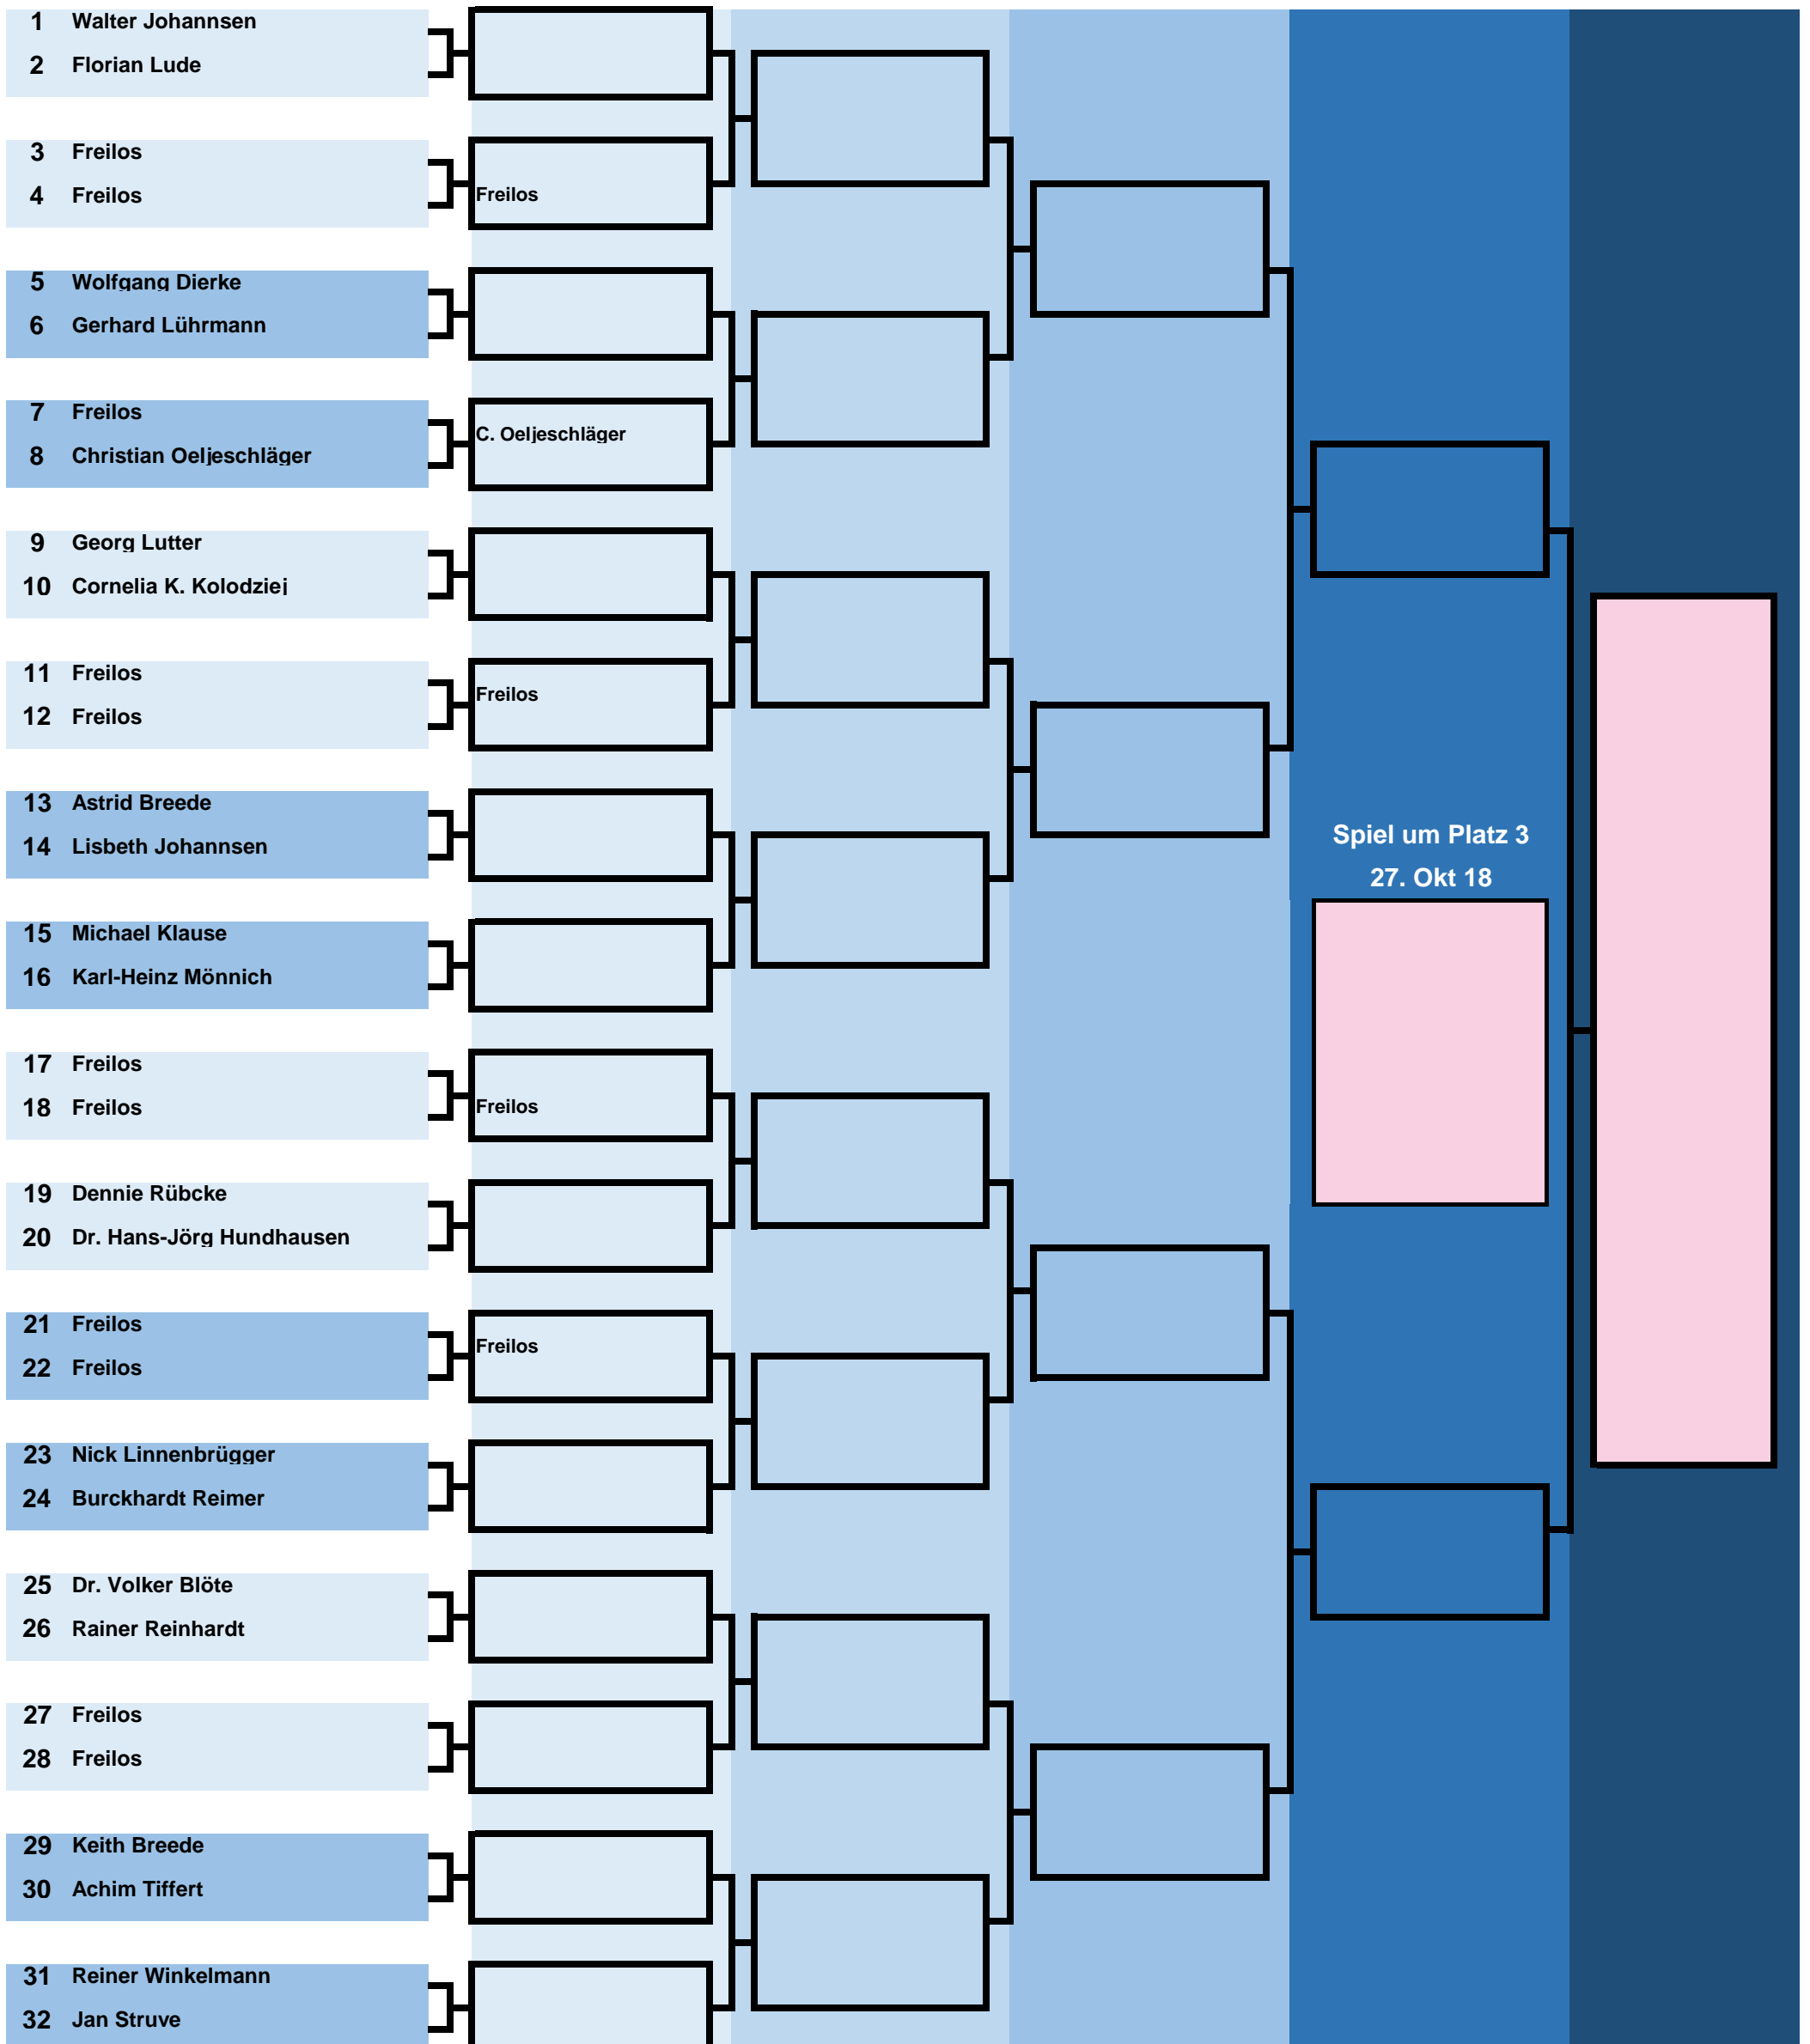 1 Walter Johannsen
2 Florian Lude
3 Freilos
4 Freilos
Freilos
5 Wolfgang Dierke
6 Gerhard Lührmann
7 Freilos
C. Oeljeschläger
8 Christian Oeljeschläger
9 Georg Lutter
10 Cornelia K. Kolodziej
11 Freilos
Freilos
12 Freilos
13 Astrid Breede
14 Lisbeth Johannsen
Spiel um Platz 3
27. Okt 18
15 Michael Klause
16 Karl-Heinz Mönnich
17 Freilos
18 Freilos
Freilos
19 Dennie Rübcke
20 Dr. Hans-Jörg Hundhausen
21 Freilos
Freilos
22 Freilos
23 Nick Linnenbrügger
24 Burckhardt Reimer
25 Dr. Volker Blöte
26 Rainer Reinhardt
27 Freilos
28 Freilos
29 Keith Breede
30 Achim Tiffert
31 Reiner Winkelmann
32 Jan Struve